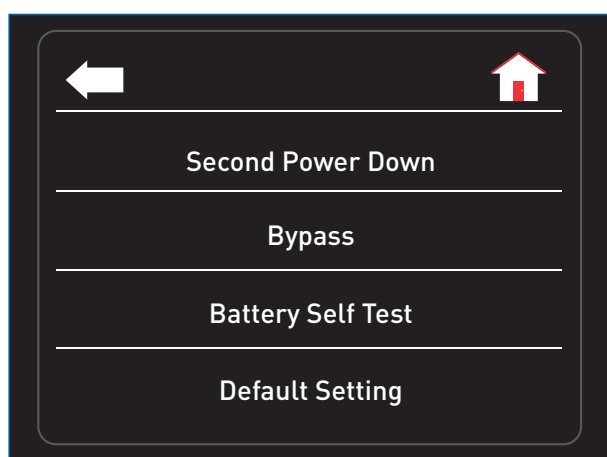 Second Power Down
Bypass
Battery Self Test
Default Setting